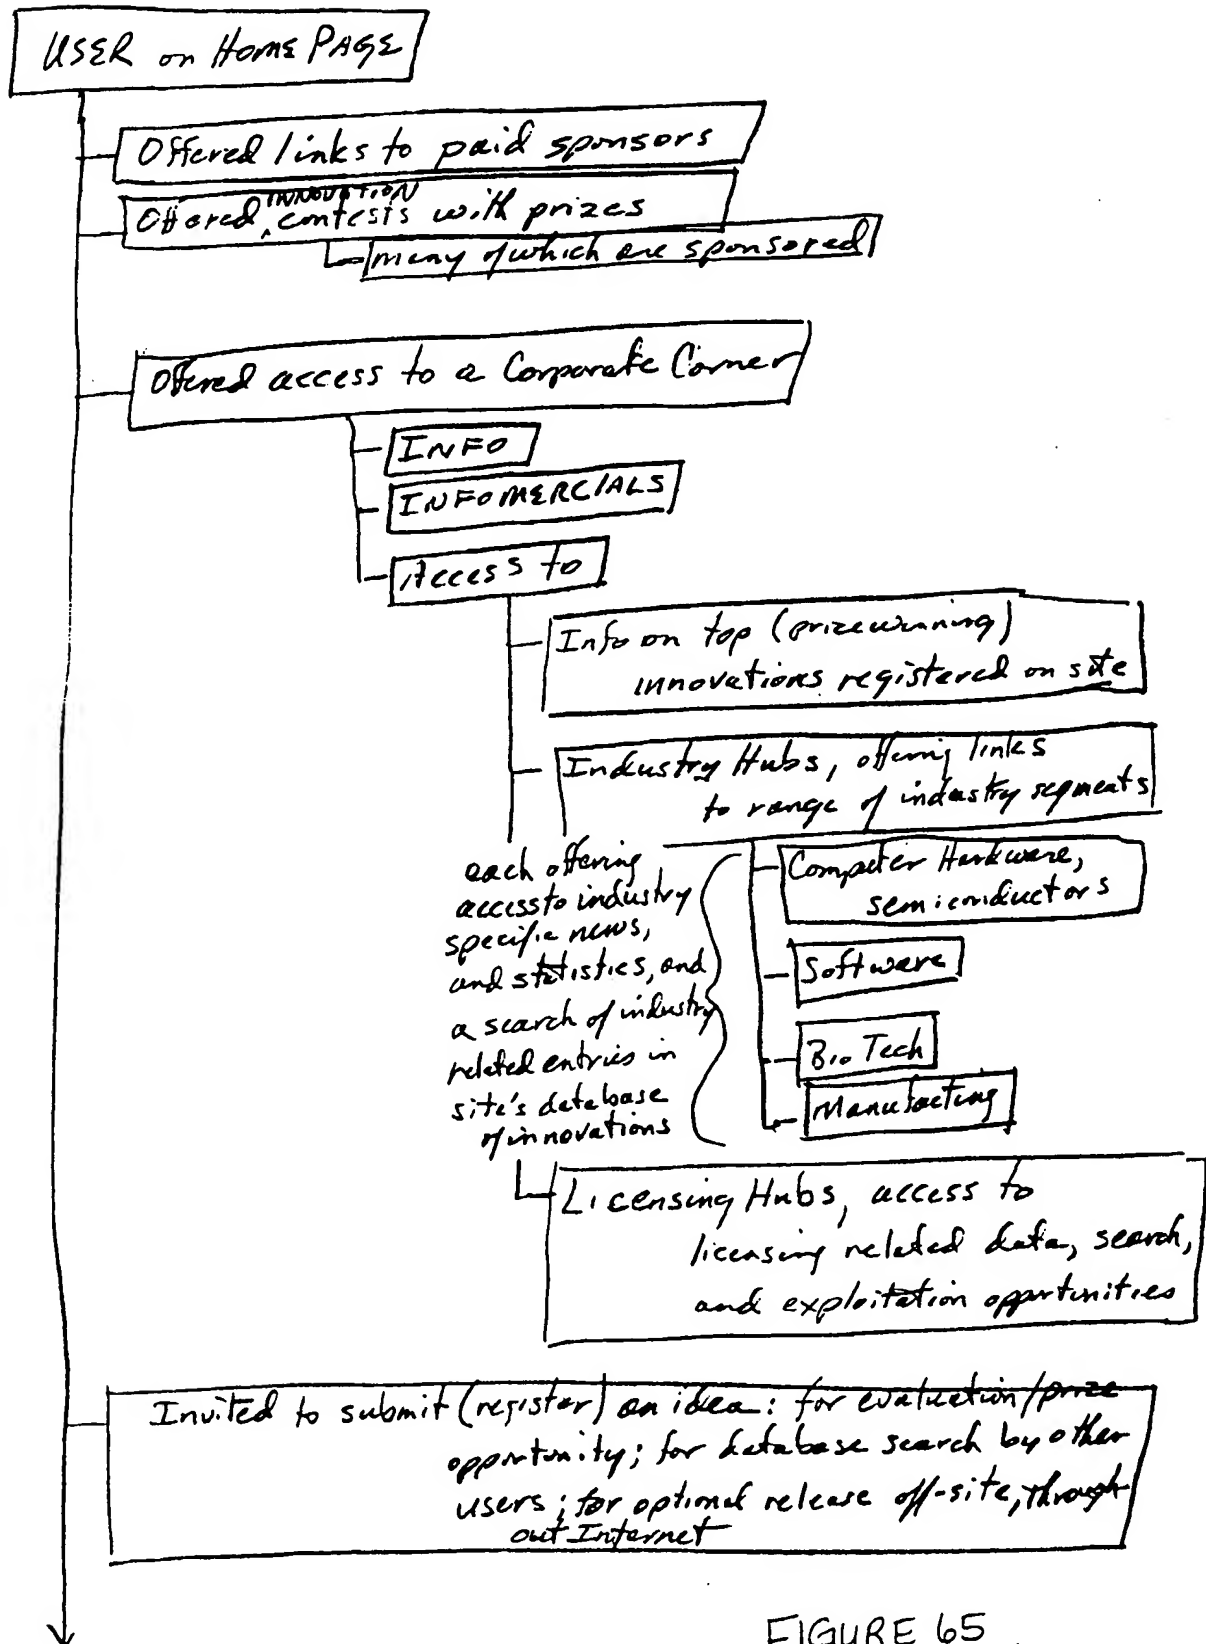 USER on HOME PAGE
Offered links to paid sponsors
INNOVATION
Offered contests with prizes
many of which are sponsored
Offered access to a Corporate Corner
INFO
INFOMERCIALS
Access to
Info on top (prizewinning)
innovations registered on site
Industry Hubs, offering links
to range of industry segments
each offering
access to industry
specific news,
and statistics, and
a search of industry
related entries in
site's database
of innovations
Computer Hardware,
semiconductors
Software
Bio Tech
Manufacting
Licensing Hubs, access to
licensing related data, search,
and exploitation opportunities
Invited to submit (register) an idea: for evaluation/prize
opportunity; for database search by other
users; for optional release off-site, through
out Internet
FIGURE 65